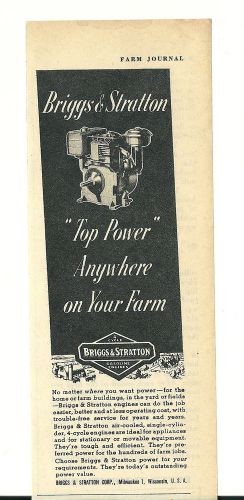 FARM JOURNAL
Briggs & Stratton
"Top Power"
Anywhere
on Your Farm
4 CYCLE
BRIGGS & STRATTON
GASOLINE
ENGINES
No matter where you want power—for the
home or farm buildings, in the yard or fields
—Briggs & Stratton engines can do the job
easier, better and at less operating cost, with
trouble-free service for years and years.
Briggs & Stratton air-cooled, single-cylin-
der, 4-cycle engines are ideal for appliances
and for stationary or movable equipment.
They're tough and efficient. They're pre-
ferred power for the hundreds of farm jobs.
Choose Briggs & Stratton power for your
requirements. They're today's outstanding
power value.
BRIGGS & STRATTON CORP., Milwaukee 1, Wisconsin, U. S. A.